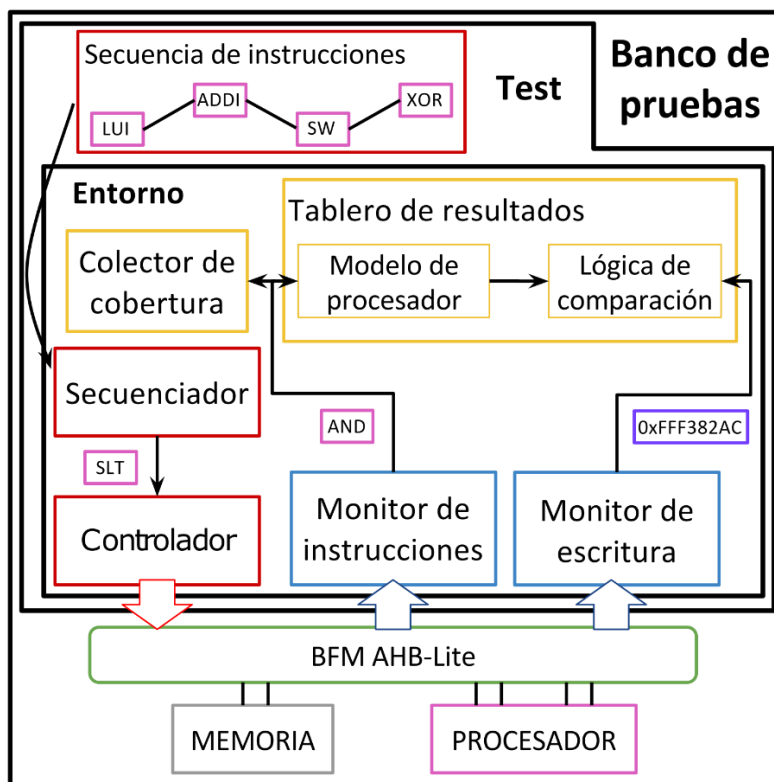 Banco de
pruebas
Test
Secuencia de instrucciones
LUI
ADDI
SW
XOR
Entorno
Tablero de resultados
Colector de
cobertura
Modelo de
procesador
Lógica de
comparación
Secuenciador
SLT
AND
0xFFF382AC
Controlador
Monitor de
instrucciones
Monitor de
escritura
BFM AHB-Lite
MEMORIA
PROCESADOR